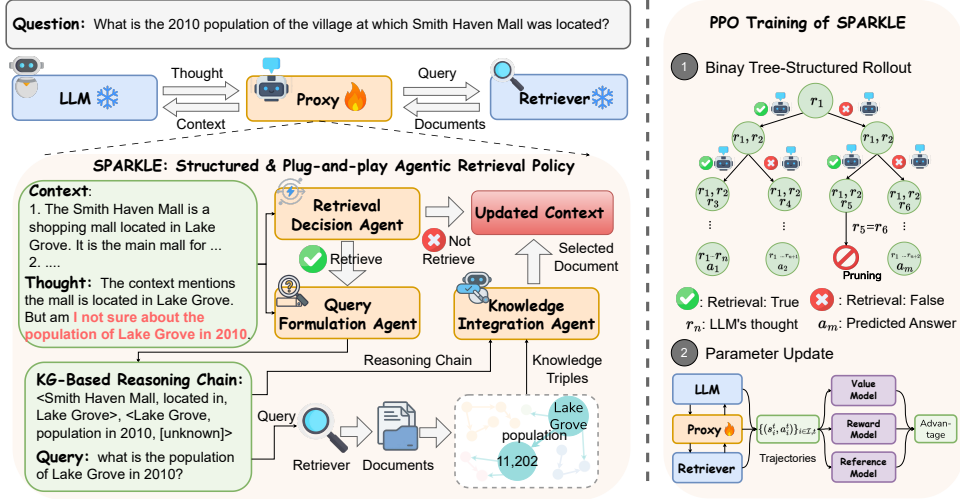 Question: What is the 2010 population of the village at which Smith Haven Mall was located?
LLM
Thought
Context
Proxy
Query
Documents
Retriever
SPARKLE: Structured & Plug-and-play Agentic Retrieval Policy
Context:
1. The Smith Haven Mall is a
shopping mall located in Lake
Grove. It is the main mall for ...
2. ....
Thought: The context mentions
the mall is located in Lake Grove.
But am I not sure about the
population of Lake Grove in 2010.
Retrieval
Decision Agent
Not
Retrieve
Updated Context
Retrieve
Selected
Document
Query
Formulation Agent
Knowledge
Integration Agent
Reasoning Chain
Knowledge
Triples
KG-Based Reasoning Chain:
<Smith Haven Mall, located in,
Lake Grove>, <Lake Grove,
population in 2010, [unknown]>
Query: what is the population
of Lake Grove in 2010?
Query
Retriever
Documents
Lake
Grove
population
11,202
PPO Training of SPARKLE
1 Binay Tree-Structured Rollout
True
r₁
False
r₁, r₂
r₁, r₂
True
False
True
False
r₁, r₂
r₃
r₁, r₂
r₄
r₁, r₂
r₅
r₁, r₂
r₆
r₅=r₆
⋮
⋮
⋮
r₁–rₙ
a₁
r₁ –rₙ₊₁
a₂
r₁ –rₙ₊₂
aₘ
Pruning
: Retrieval: True
: Retrieval: False
rₙ: LLM's thought
aₘ: Predicted Answer
2 Parameter Update
LLM
Proxy
Retriever
{(sᵢᵗ, aᵢᵗ)}ᵢ∈ℐ,ₜ
Trajectories
Value
Model
Reward
Model
Reference
Model
Advan-
tage